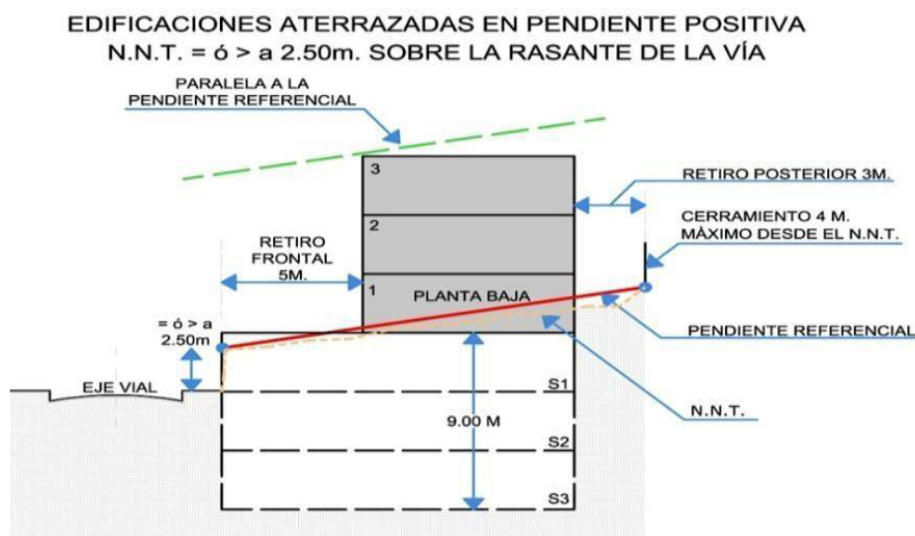 EDIFICACIONES ATERRAZADAS EN PENDIENTE POSITIVA
N.N.T. = ó > a 2.50m. SOBRE LA RASANTE DE LA VÍA
PARALELA A LA
PENDIENTE REFERENCIAL
3
RETIRO POSTERIOR 3M.
2
CERRAMIENTO 4 M.
MÀXIMO DESDE EL N.N.T.
RETIRO
FRONTAL
5M.
1
PLANTA BAJA
= ó > a
2.50m
PENDIENTE REFERENCIAL
EJE VIAL
S1
N.N.T.
9.00 M
S2
S3